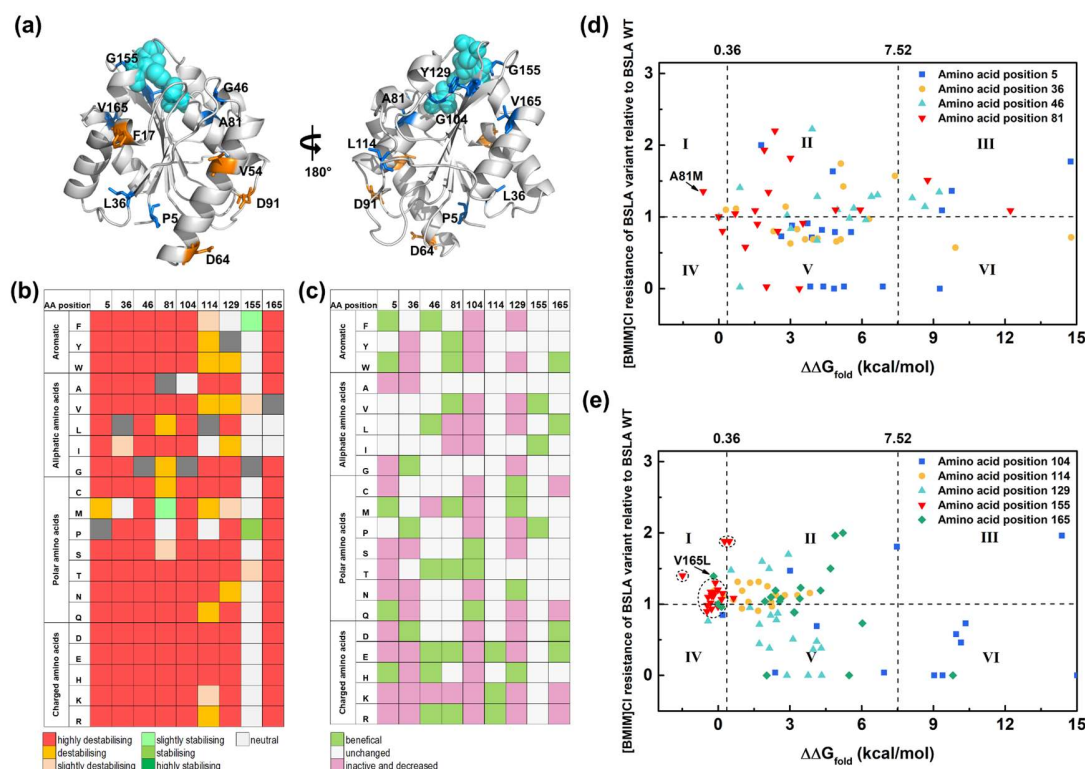 (a)
G155
G46
V165
A81
F17
V54
L36
P5
D91
D64
180°
Y129
G155
A81
V165
G104
L114
L36
D91
P5
D64
(b)
AA position 5 36 46 81 104 114 129 155 165
Aromatic
F
Y
W
Aliphatic amino acids
A
V
L
I
G
Polar amino acids
C
M
P
S
T
N
Q
Charged amino acids
D
E
H
K
R
highly destabilising
destabilising
slightly destabilising
slightly stabilising
stabilising
highly stabilising
neutral
(c)
AA position 5 36 46 81 104 114 129 155 165
Aromatic
F
Y
W
Aliphatic amino acids
A
V
L
I
G
Polar amino acids
C
M
P
S
T
N
Q
Charged amino acids
D
E
H
K
R
benefical
unchanged
inactive and decreased
(d)
0.36 7.52
[BMIM]Cl resistance of BSLA variant relative to BSLA WT
3
2
1
0
Amino acid position 5
Amino acid position 36
Amino acid position 46
Amino acid position 81
I II III
A81M
IV V VI
0 3 6 9 12 15
ΔΔGfold (kcal/mol)
(e)
0.36 7.52
[BMIM]Cl resistance of BSLA variant relative to BSLA WT
3
2
1
0
Amino acid position 104
Amino acid position 114
Amino acid position 129
Amino acid position 155
Amino acid position 165
I II III
V165L
IV V VI
0 3 6 9 12 15
ΔΔGfold (kcal/mol)